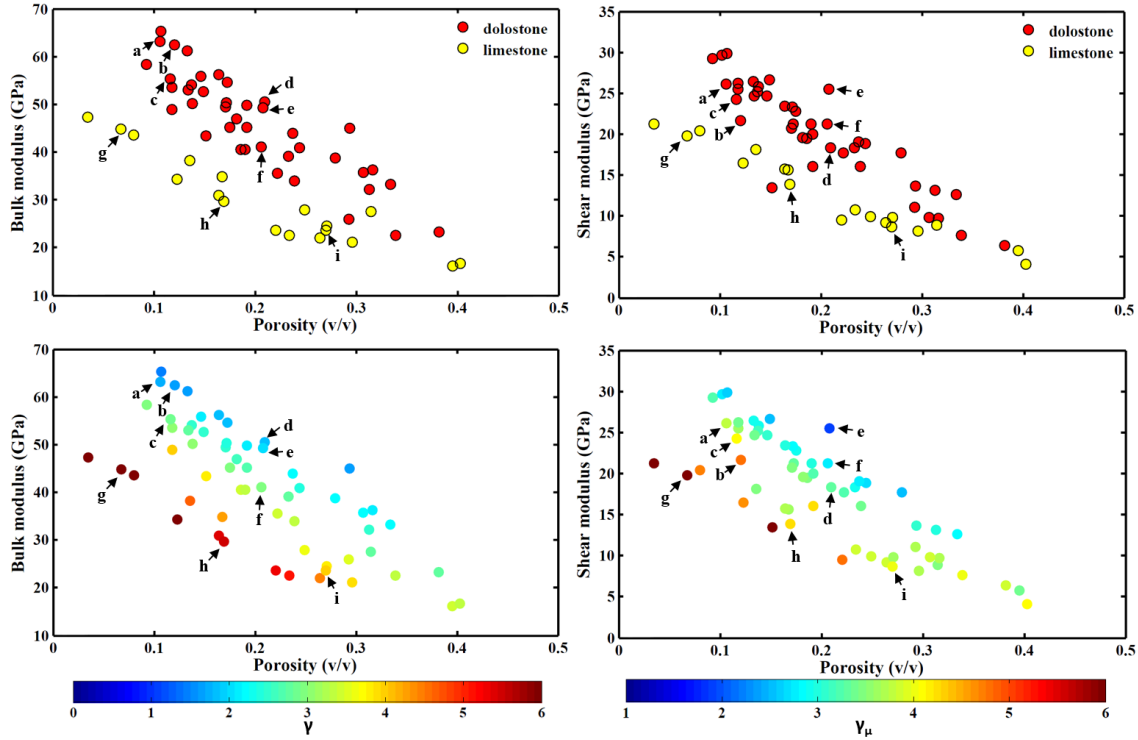 70
60
50
40
30
20
10
Bulk modulus (GPa)
0
0.1
0.2
0.3
0.4
0.5
Porosity (v/v)
dolostone
limestone
a
b
c
d
e
f
g
h
i
35
30
25
20
15
10
5
0
Shear modulus (GPa)
0
0.1
0.2
0.3
0.4
0.5
Porosity (v/v)
dolostone
limestone
a
c
b
e
f
d
g
h
i
70
60
50
40
30
20
10
Bulk modulus (GPa)
0
0.1
0.2
0.3
0.4
0.5
Porosity (v/v)
a
b
c
d
e
f
g
h
i
35
30
25
20
15
10
5
0
Shear modulus (GPa)
0
0.1
0.2
0.3
0.4
0.5
Porosity (v/v)
a
c
b
e
f
d
g
h
i
0 1 2 3 4 5 6
γ
1 2 3 4 5 6
γμ